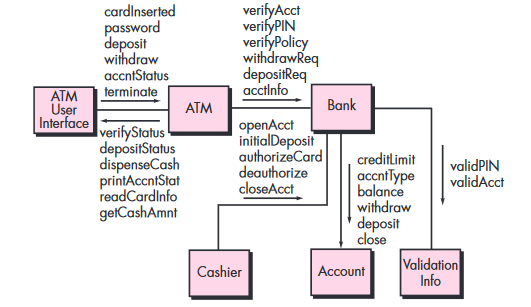 cardInserted
password
deposit
withdraw
accntStatus
terminate
verifyAcct
verifyPIN
verifyPolicy
withdrawReq
depositReq
acctInfo
ATM
User
Interface
ATM
Bank
verifyStatus
depositStatus
dispenseCash
printAccntStat
readCardInfo
getCashAmnt
openAcct
initialDeposit
authorizeCard
deauthorize
closeAcct
creditLimit
accntType
balance
withdraw
deposit
close
validPIN
validAcct
Cashier
Account
Validation
Info